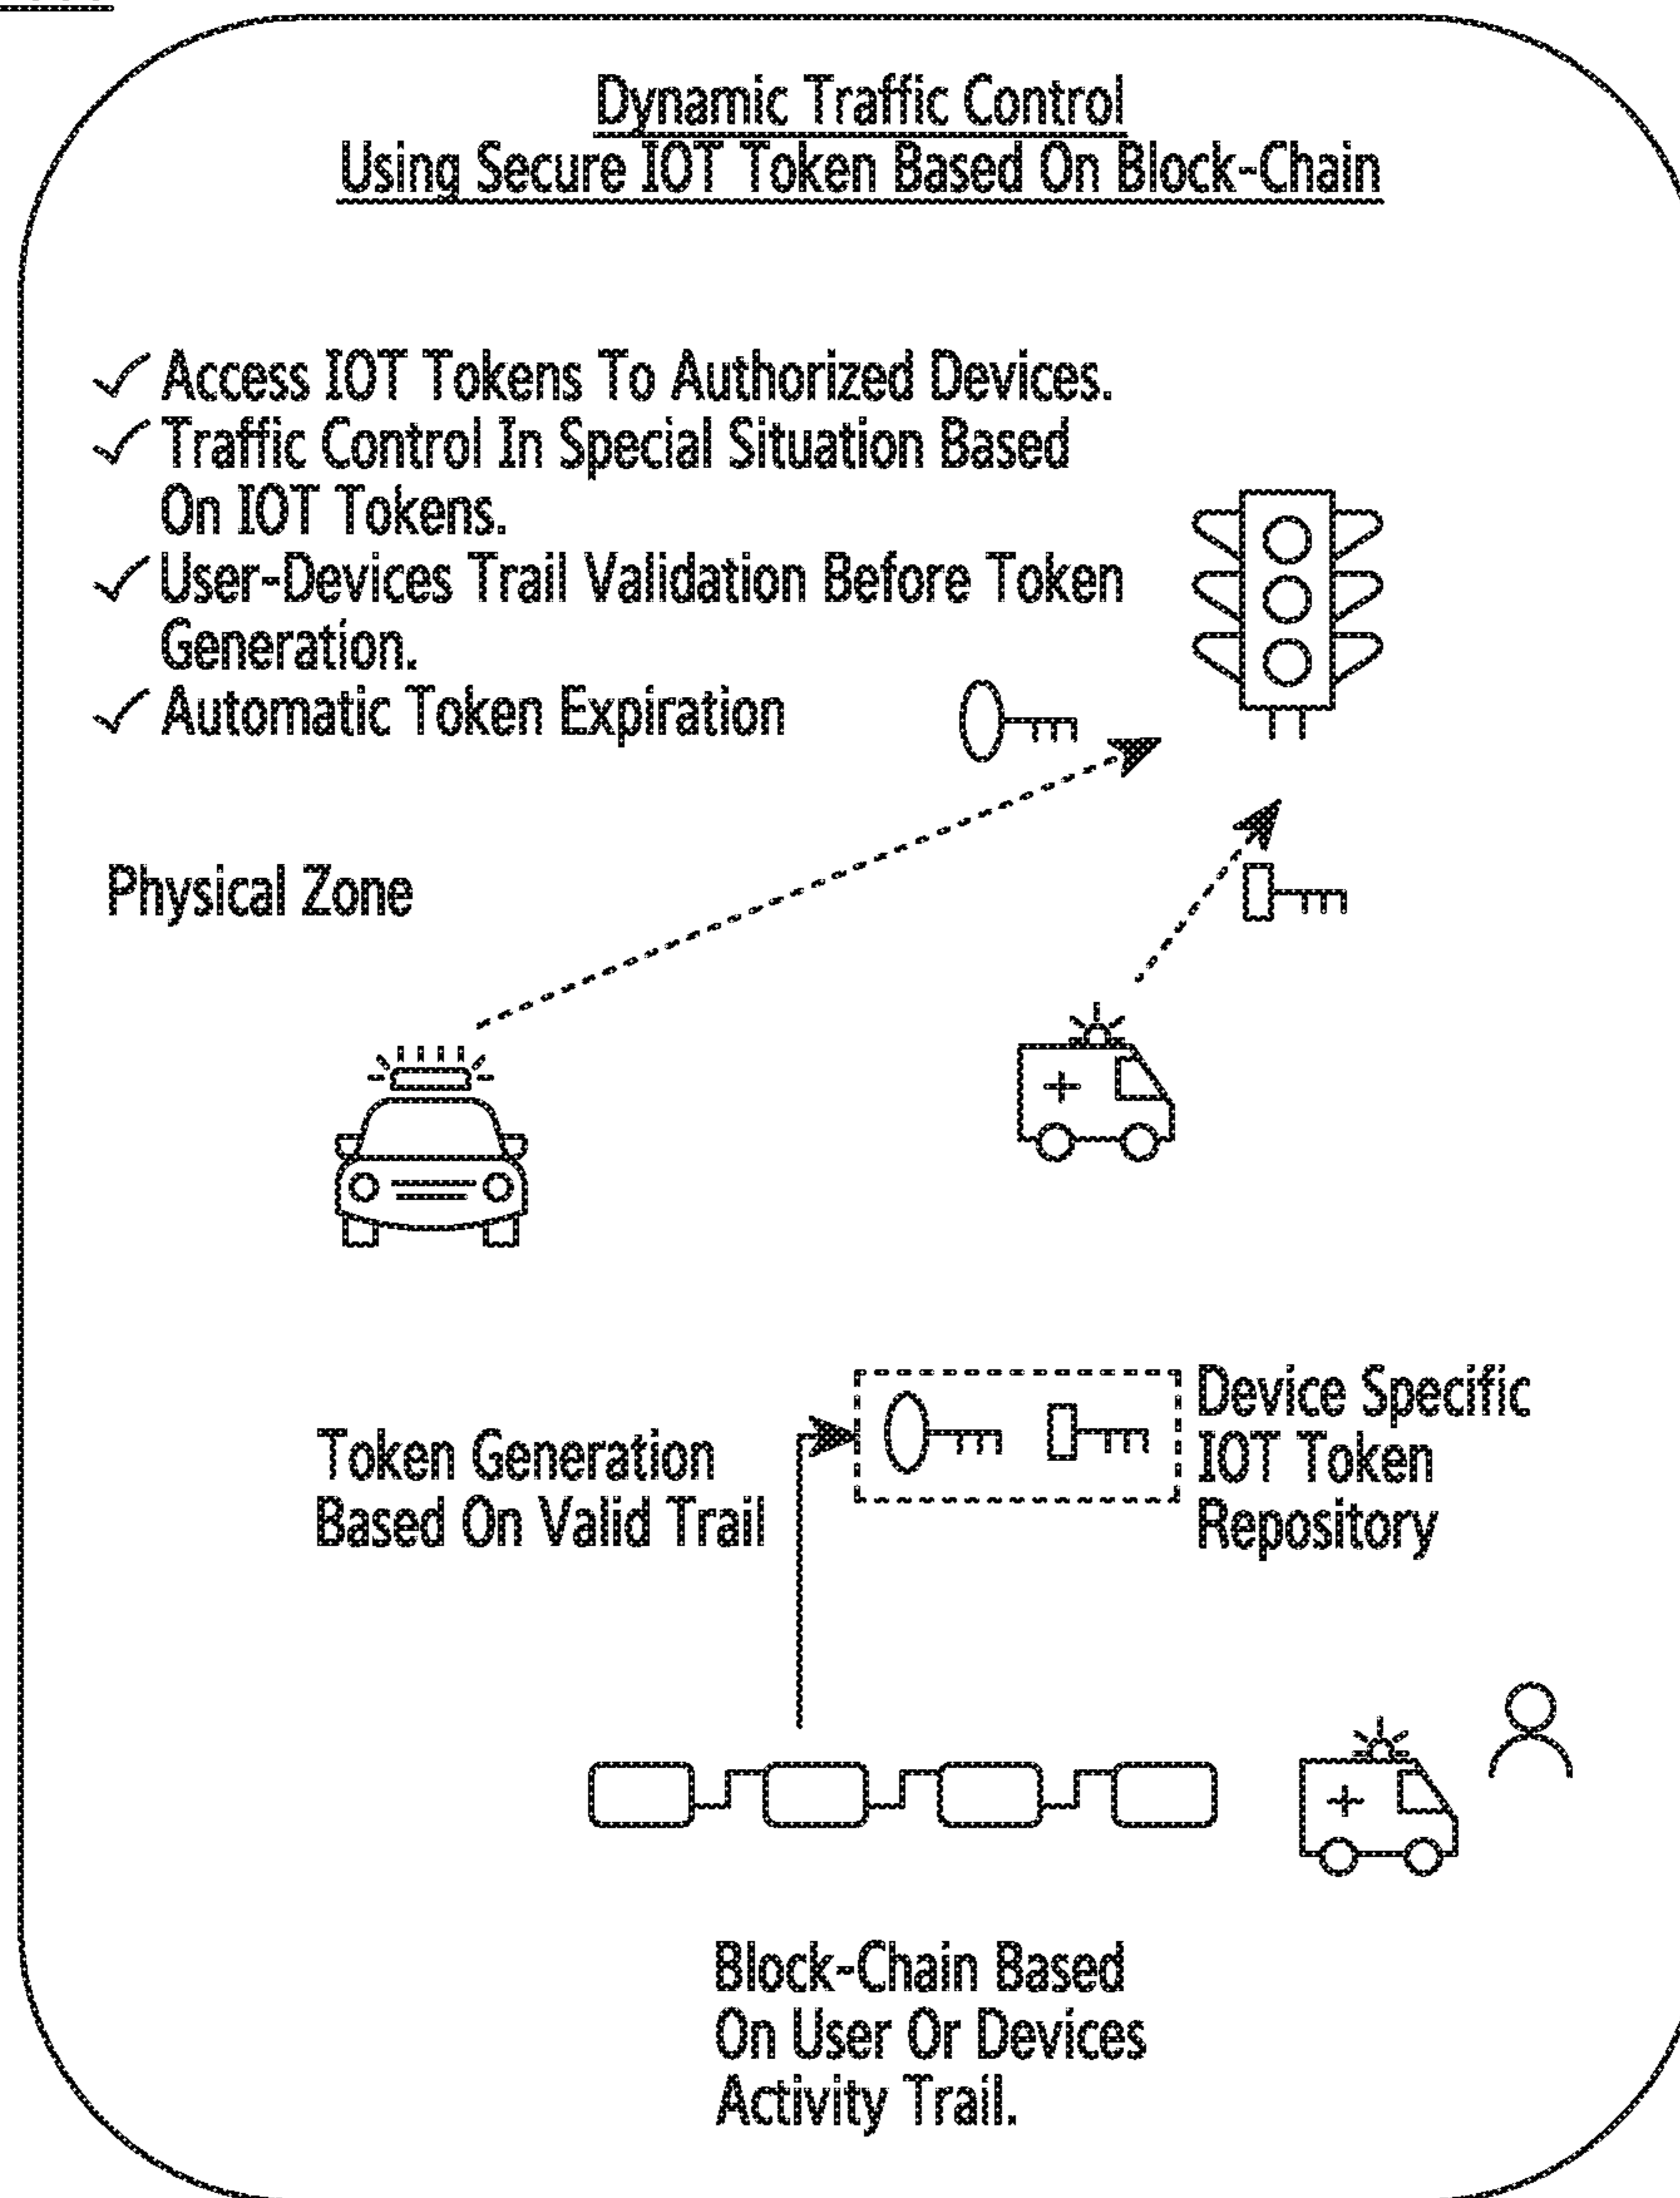 Dynamic Traffic Control
Using Secure IOT Token Based On Block-Chain
Access IOT Tokens To Authorized Devices.
Traffic Control In Special Situation Based
On IOT Tokens.
User-Devices Trail Validation Before Token
Generation.
Automatic Token Expiration
Physical Zone
Token Generation
Based On Valid Trail
Device Specific
IOT Token
Repository
Block-Chain Based
On User Or Devices
Activity Trail.